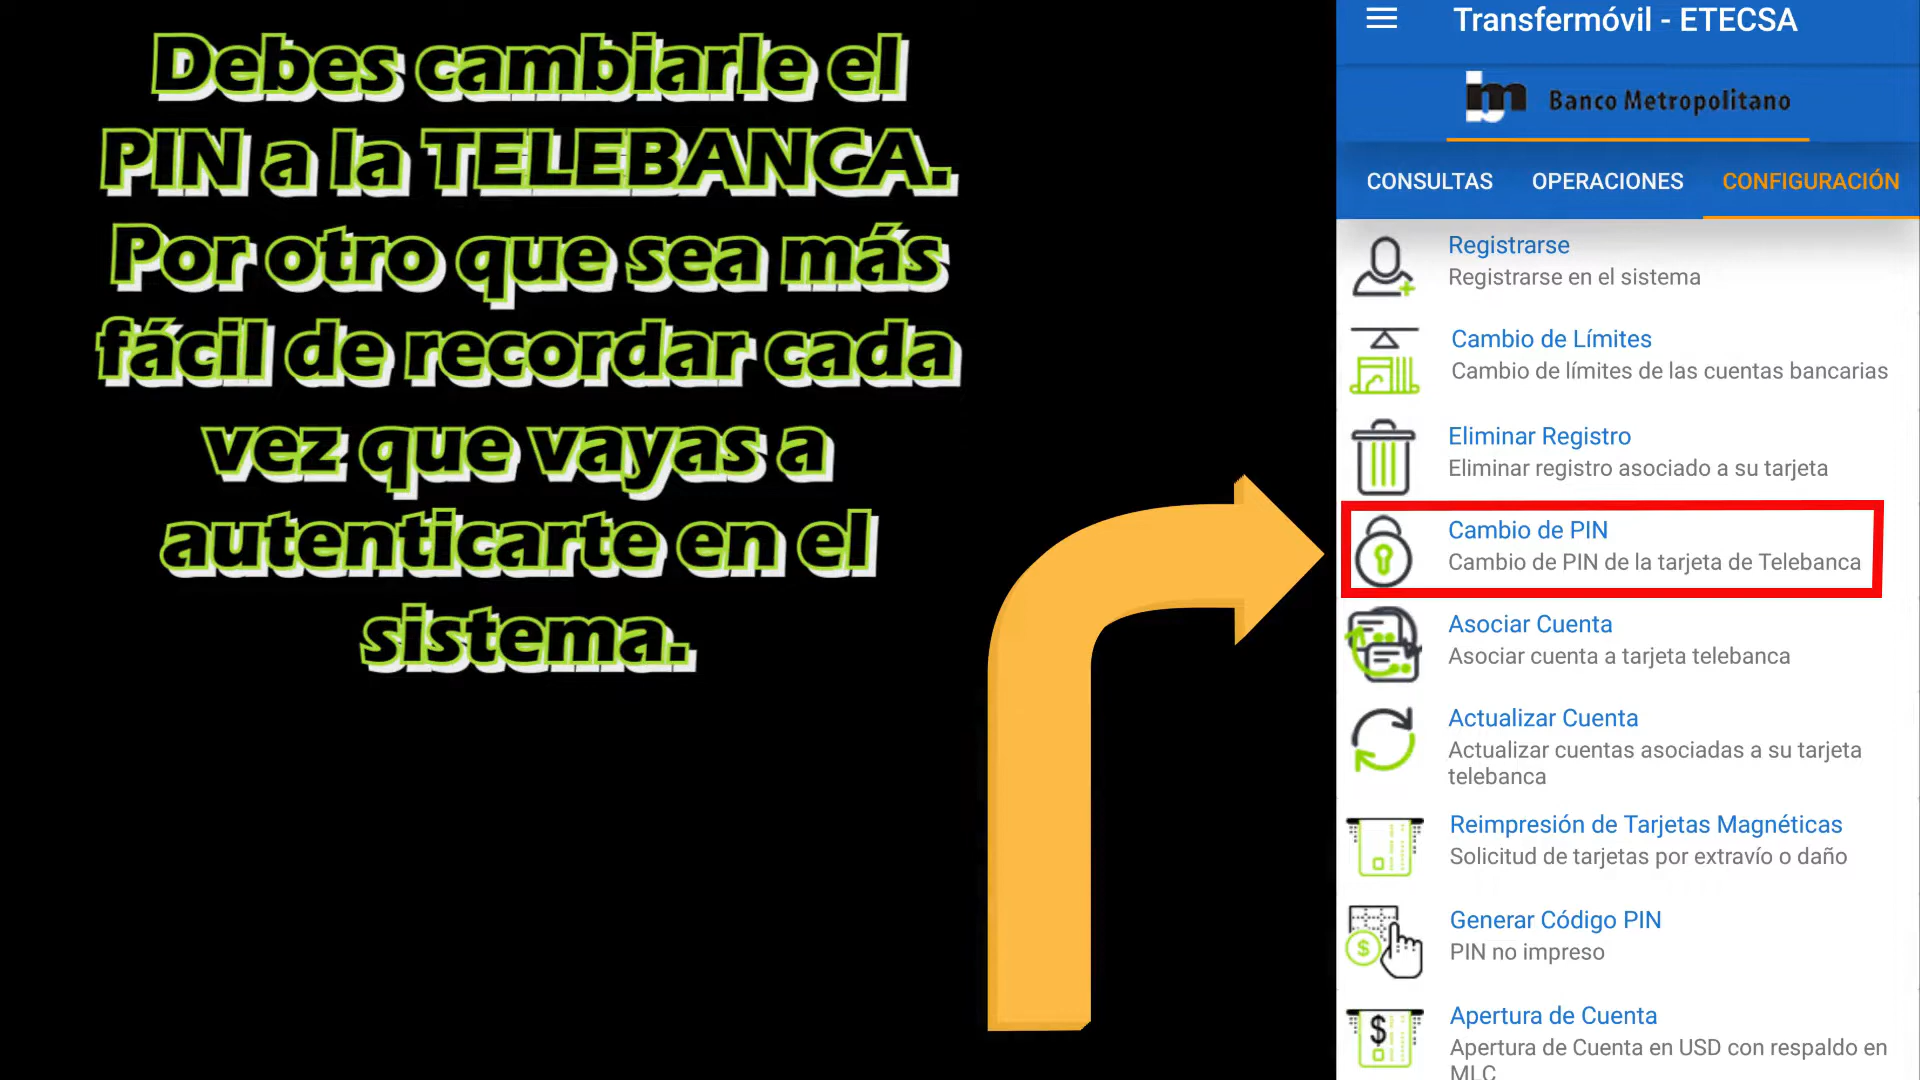 Debes cambiarle el
PIN a la TELEBANCA.
Por otro que sea más
fácil de recordar cada
vez que vayas a
autenticarte en el
sistema.
Transfermóvil - ETECSA
bm Banco Metropolitano
CONSULTAS OPERACIONES CONFIGURACIÓN
Registrarse
Registrarse en el sistema
Cambio de Límites
Cambio de límites de las cuentas bancarias
Eliminar Registro
Eliminar registro asociado a su tarjeta
Cambio de PIN
Cambio de PIN de la tarjeta de Telebanca
Asociar Cuenta
Asociar cuenta a tarjeta telebanca
Actualizar Cuenta
Actualizar cuentas asociadas a su tarjeta
telebanca
Reimpresión de Tarjetas Magnéticas
Solicitud de tarjetas por extravío o daño
Generar Código PIN
PIN no impreso
Apertura de Cuenta
Apertura de Cuenta en USD con respaldo en
MLC